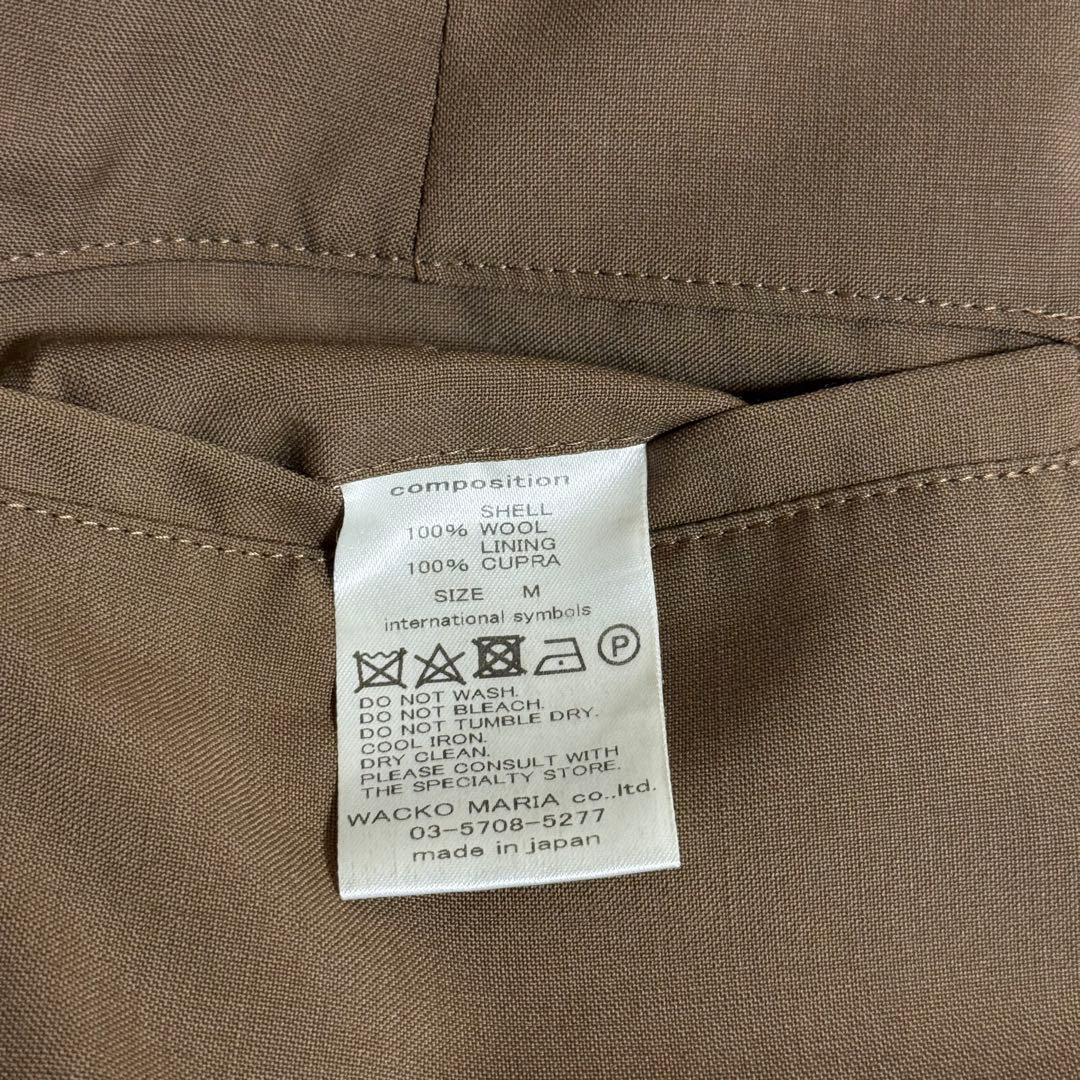 composition
SHELL
100% WOOL
LINING
100% CUPRA
SIZE M
international symbols
P
DO NOT WASH.
DO NOT BLEACH.
DO NOT TUMBLE DRY.
COOL IRON.
DRY CLEAN.
PLEASE CONSULT WITH
THE SPECIALTY STORE.
WACKO MARIA co.,ltd.
03-5708-5277
made in japan